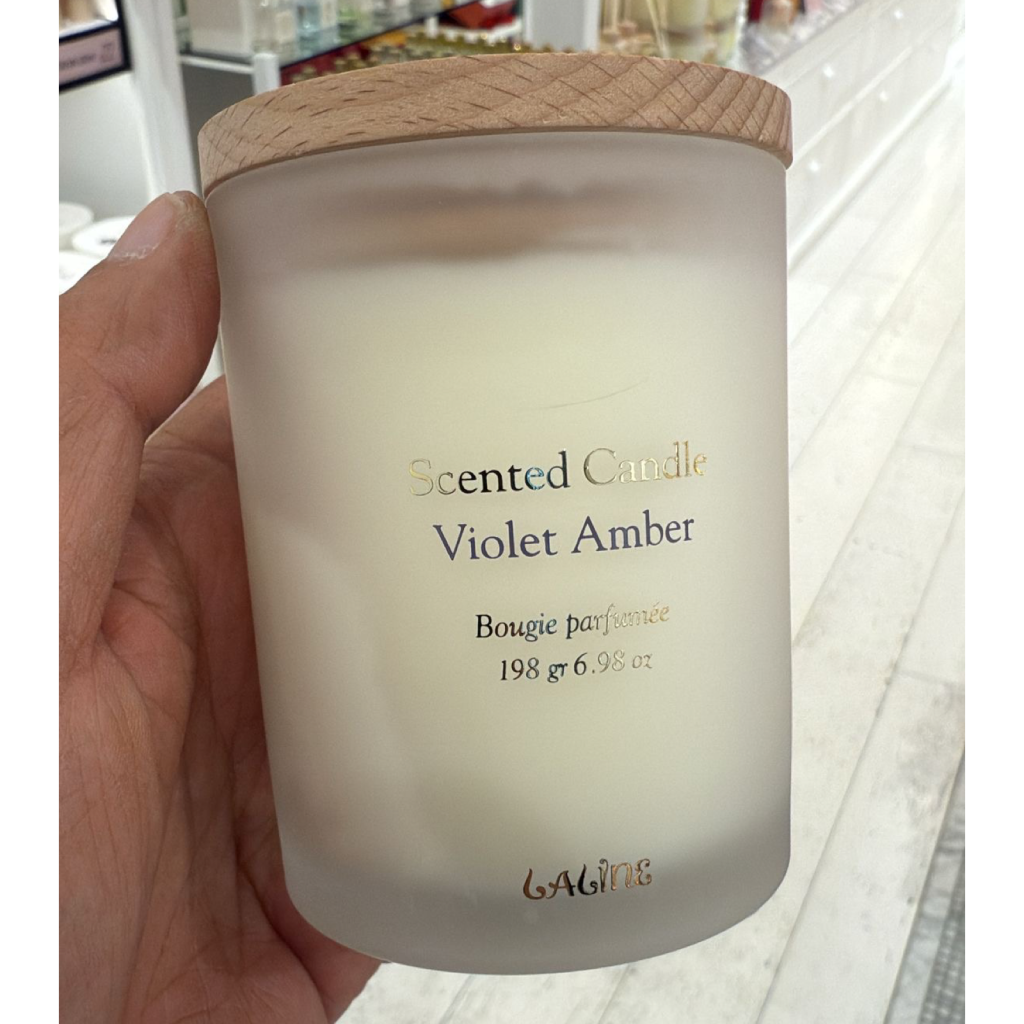 Scented Candle
Violet Amber
Bougie parfumée
198 gr 6.98 oz
LALINE